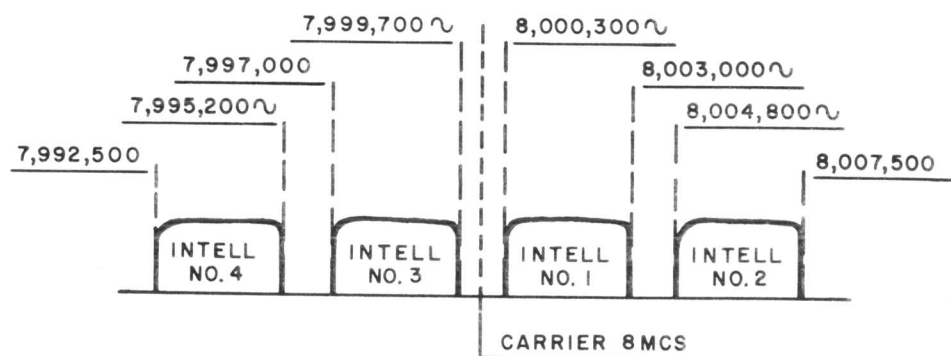 7,999,700∿ 8,000,300∿
7,997,000 8,003,000∿
7,995,200∿ 8,004,800∿
7,992,500 8,007,500
INTELL NO. 4
INTELL NO. 3
INTELL NO. 1
INTELL NO. 2
CARRIER 8MCS